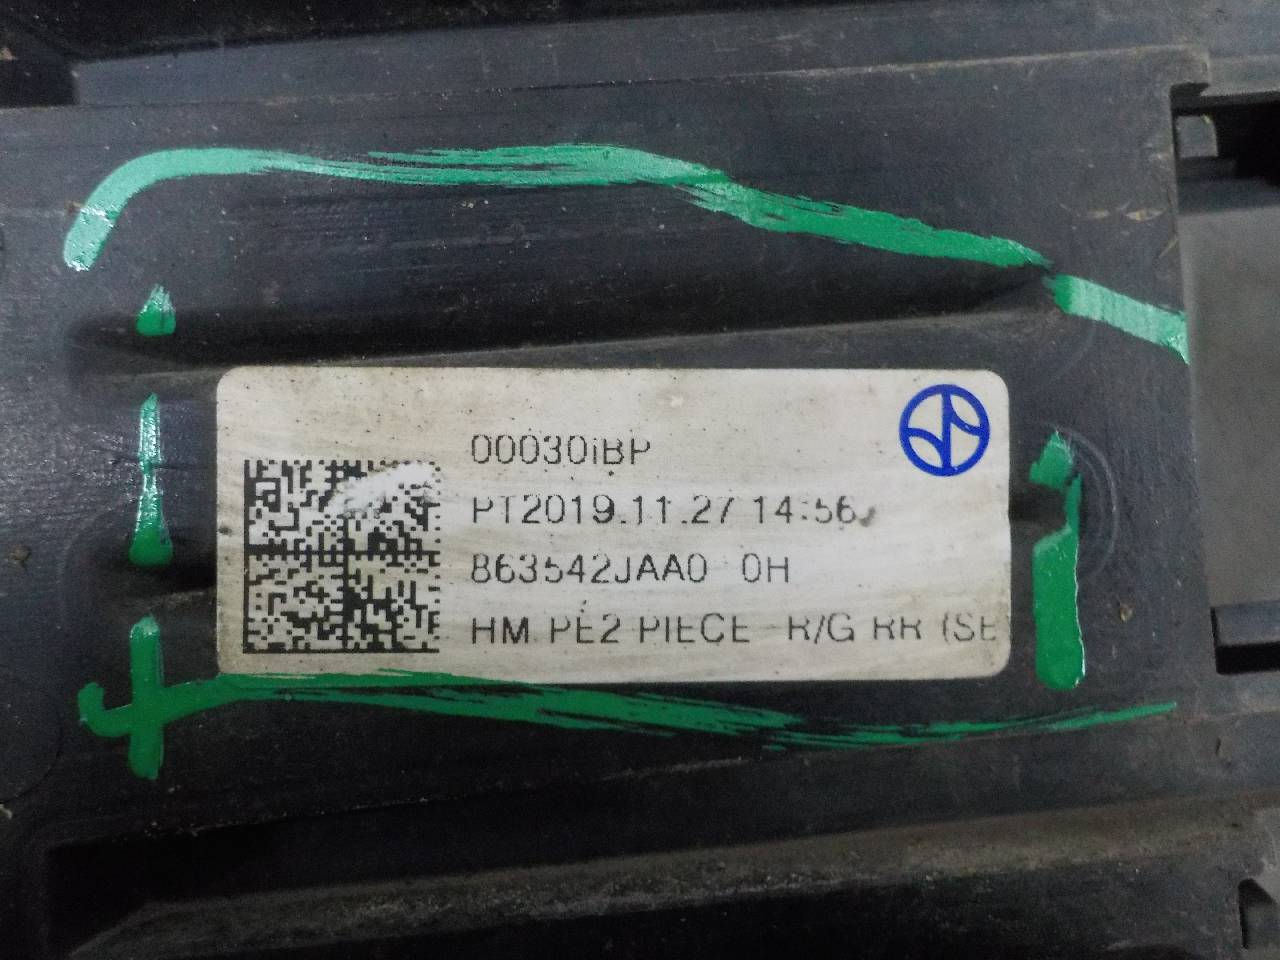 00030iBP
PT2019.11.27 14:56
863542JAA0 0H
HM PE2 PIECE R/G RR (SE